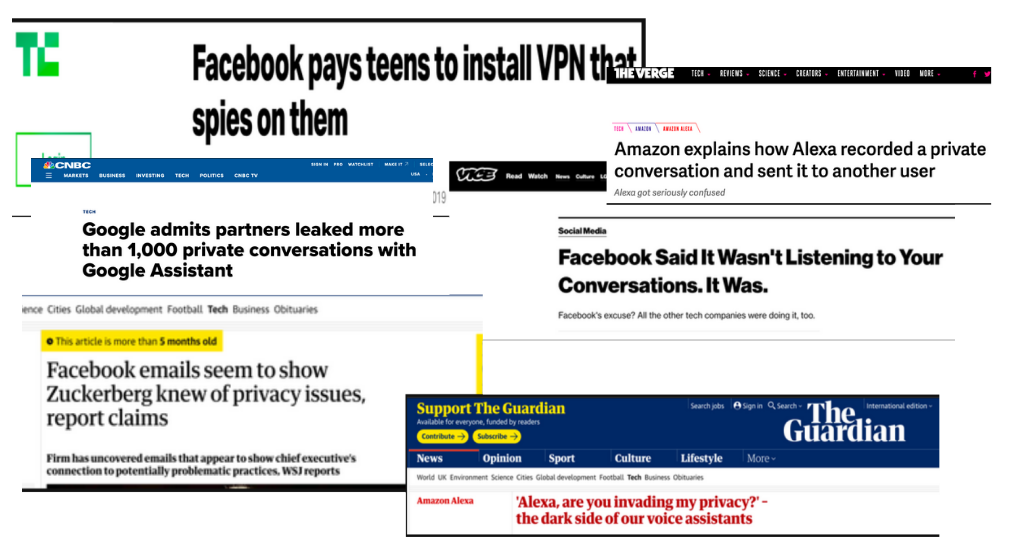 Facebook pays teens to install VPN that
spies on them
THE VERGE TECH REVIEWS SCIENCE CREATORS ENTERTAINMENT VIDEO MORE
TECH AMAZON AMAZON ALEXA
Amazon explains how Alexa recorded a private
conversation and sent it to another user
Alexa got seriously confused
CNBC SIGN IN PRO WATCHLIST MAKE IT
MARKETS BUSINESS INVESTING TECH POLITICS CNBC TV USA
2019
TECH
Google admits partners leaked more
than 1,000 private conversations with
Google Assistant
VICE Read Watch News Culture
Social Media
Facebook Said It Wasn't Listening to Your
Conversations. It Was.
Facebook's excuse? All the other tech companies were doing it, too.
Cities Global development Football Tech Business Obituaries
This article is more than 5 months old
Facebook emails seem to show
Zuckerberg knew of privacy issues,
report claims
Firm has uncovered emails that appear to show chief executive's
connection to potentially problematic practices, WSJ reports
Support The Guardian
Available for everyone, funded by readers
Contribute → Subscribe →
Search jobs Sign in Search International edition
The
Guardian
News Opinion Sport Culture Lifestyle More
World UK Environment Science Cities Global development Football Tech Business Obituaries
Amazon Alexa
'Alexa, are you invading my privacy?' –
the dark side of our voice assistants